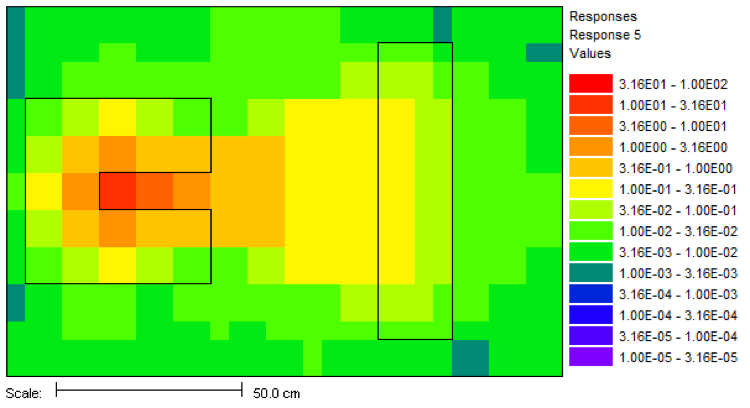 Responses
Response 5
Values
3.16E01 - 1.00E02
1.00E01 - 3.16E01
3.16E00 - 1.00E01
1.00E00 - 3.16E00
3.16E-01 - 1.00E00
1.00E-01 - 3.16E-01
3.16E-02 - 1.00E-01
1.00E-02 - 3.16E-02
3.16E-03 - 1.00E-02
1.00E-03 - 3.16E-03
3.16E-04 - 1.00E-03
1.00E-04 - 3.16E-04
3.16E-05 - 1.00E-04
1.00E-05 - 3.16E-05
Scale: 50.0 cm